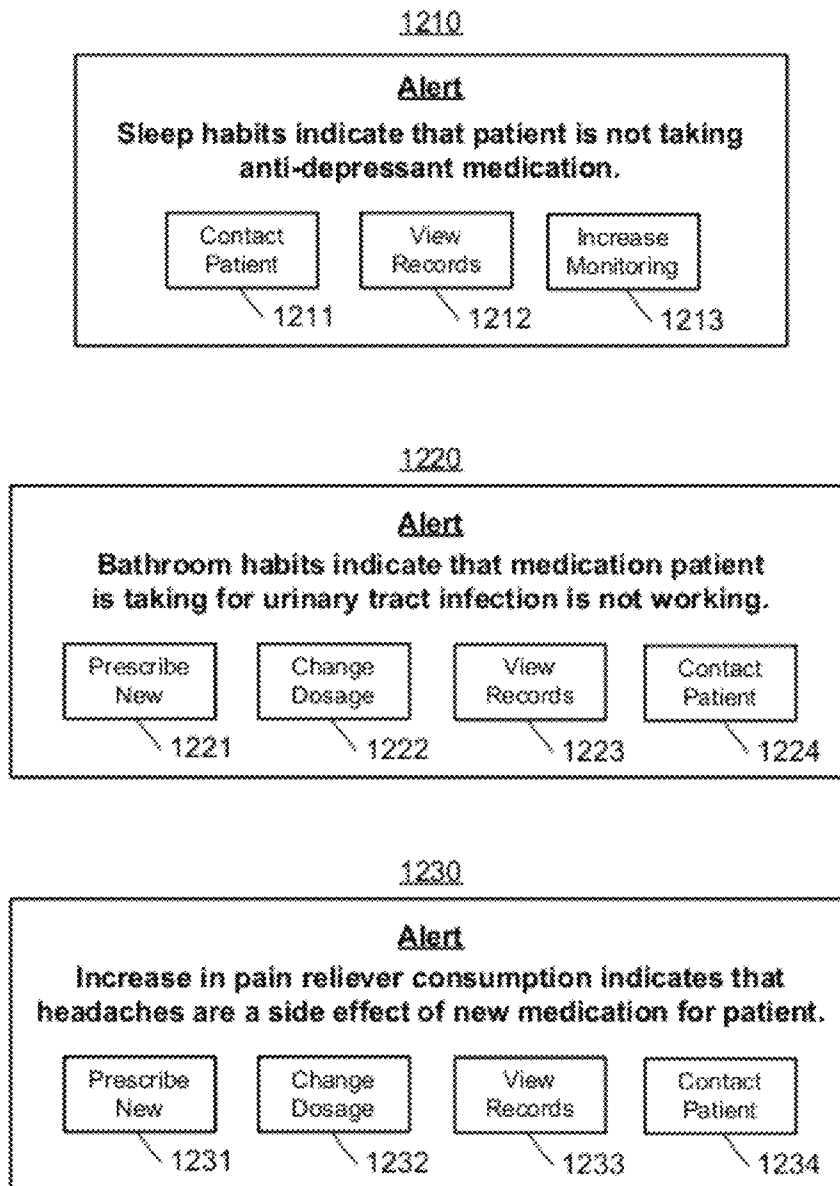 1210
Alert
Sleep habits indicate that patient is not taking
anti-depressant medication.
Contact View Increase
Patient Records Monitoring
1211 1212 1213
1220
Alert
Bathroom habits indicate that medication patient
is taking for urinary tract infection is not working.
Prescribe Change View Contact
New Dosage Records Patient
1221 1222 1223 1224
1230
Alert
Increase in pain reliever consumption indicates that
headaches are a side effect of new medication for patient.
Prescribe Change View Contact
New Dosage Records Patient
1231 1232 1233 1234